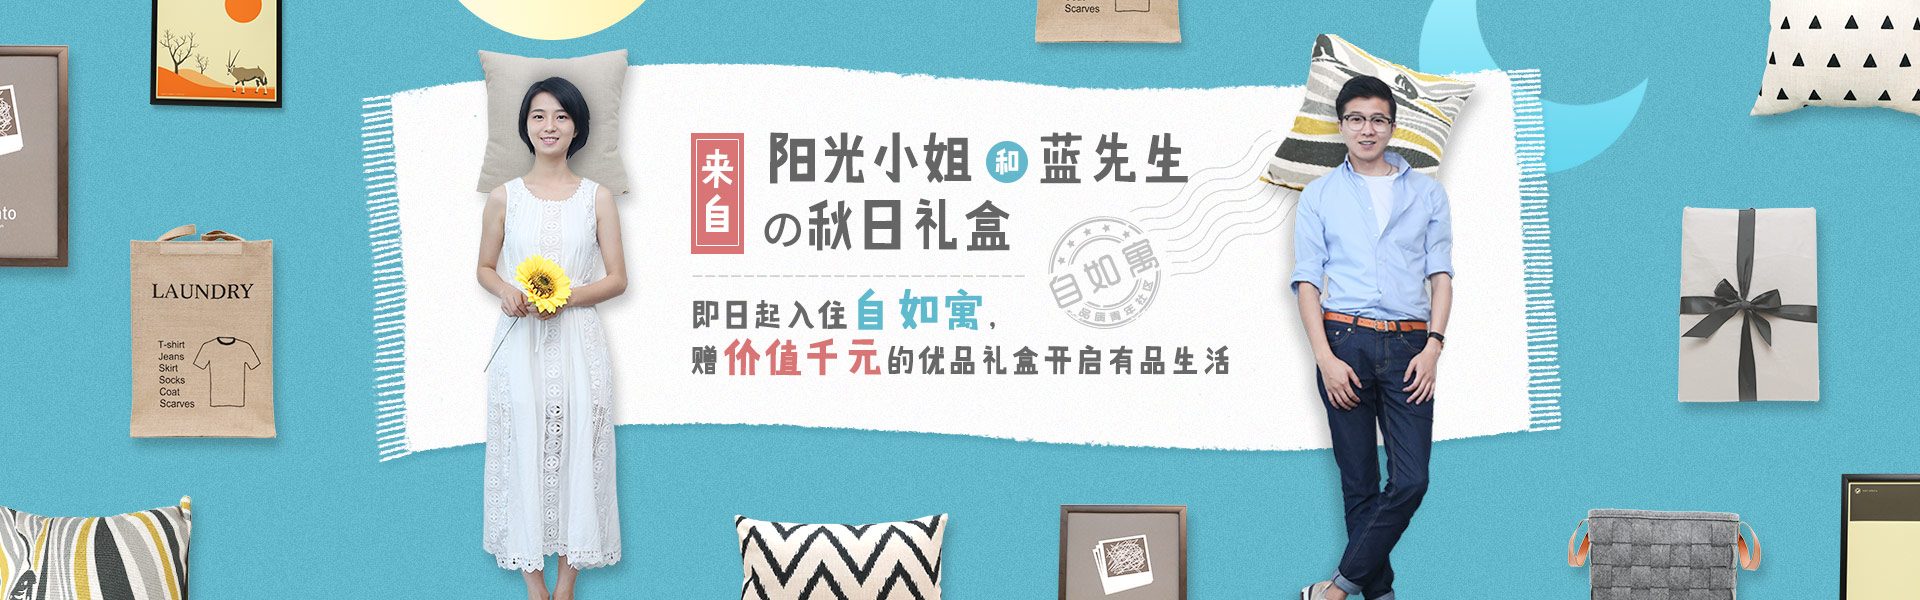 Coat
Scarves
来自
阳光小姐和蓝先生
の秋日礼盒
自如寓
品质青年社区
即日起入住自如寓，
赠价值千元的优品礼盒开启有品生活
nto
LAUNDRY
T-shirt
Jeans
Skirt
Socks
Coat
Scarves